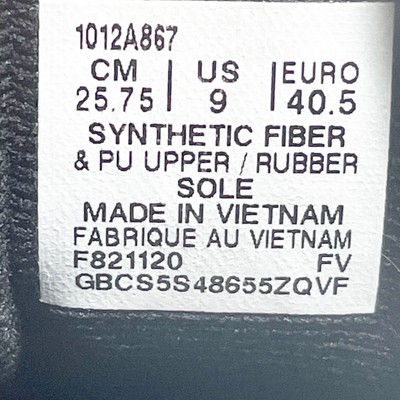 1012A867
CM | US | EURO
25.75 | 9 | 40.5
SYNTHETIC FIBER
& PU UPPER / RUBBER
SOLE
MADE IN VIETNAM
FABRIQUE AU VIETNAM
F821120 FV
GBCS5S48655ZQVF